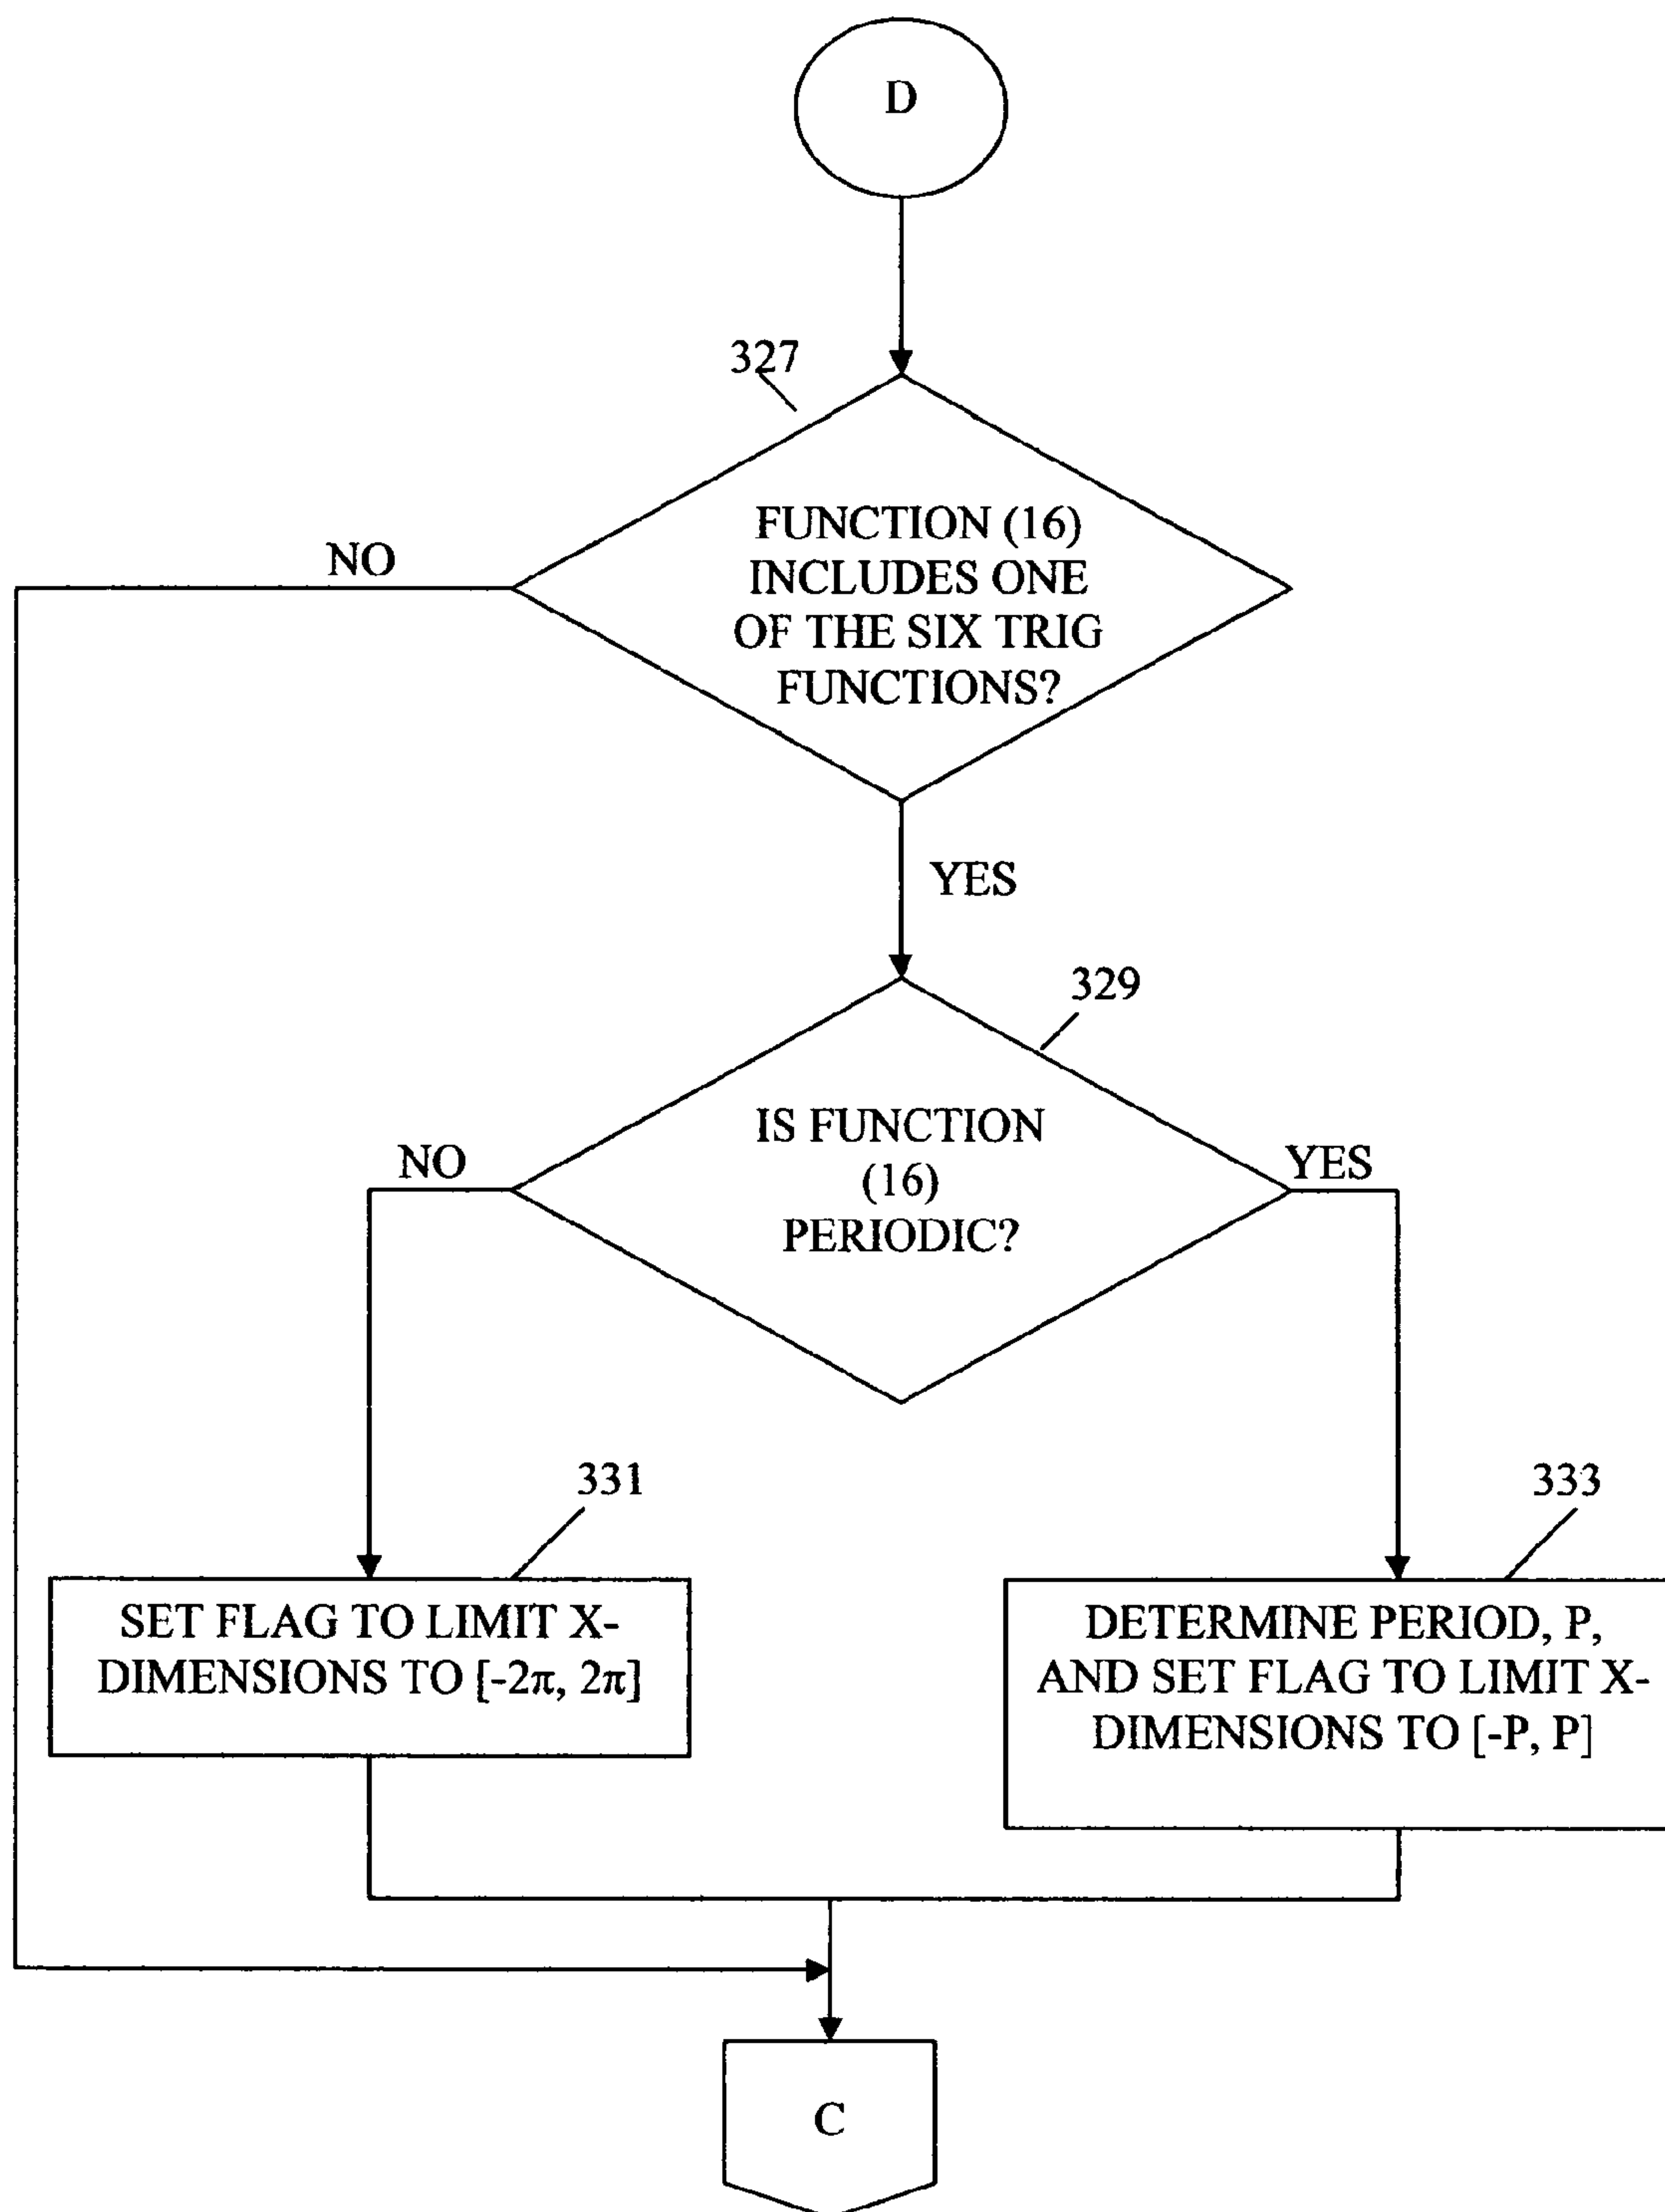 D
327
FUNCTION (16)
INCLUDES ONE
OF THE SIX TRIG
FUNCTIONS?
NO
YES
329
IS FUNCTION
(16)
PERIODIC?
NO
YES
331
333
SET FLAG TO LIMIT X-
DIMENSIONS TO [-2π, 2π]
DETERMINE PERIOD, P,
AND SET FLAG TO LIMIT X-
DIMENSIONS TO [-P, P]
C